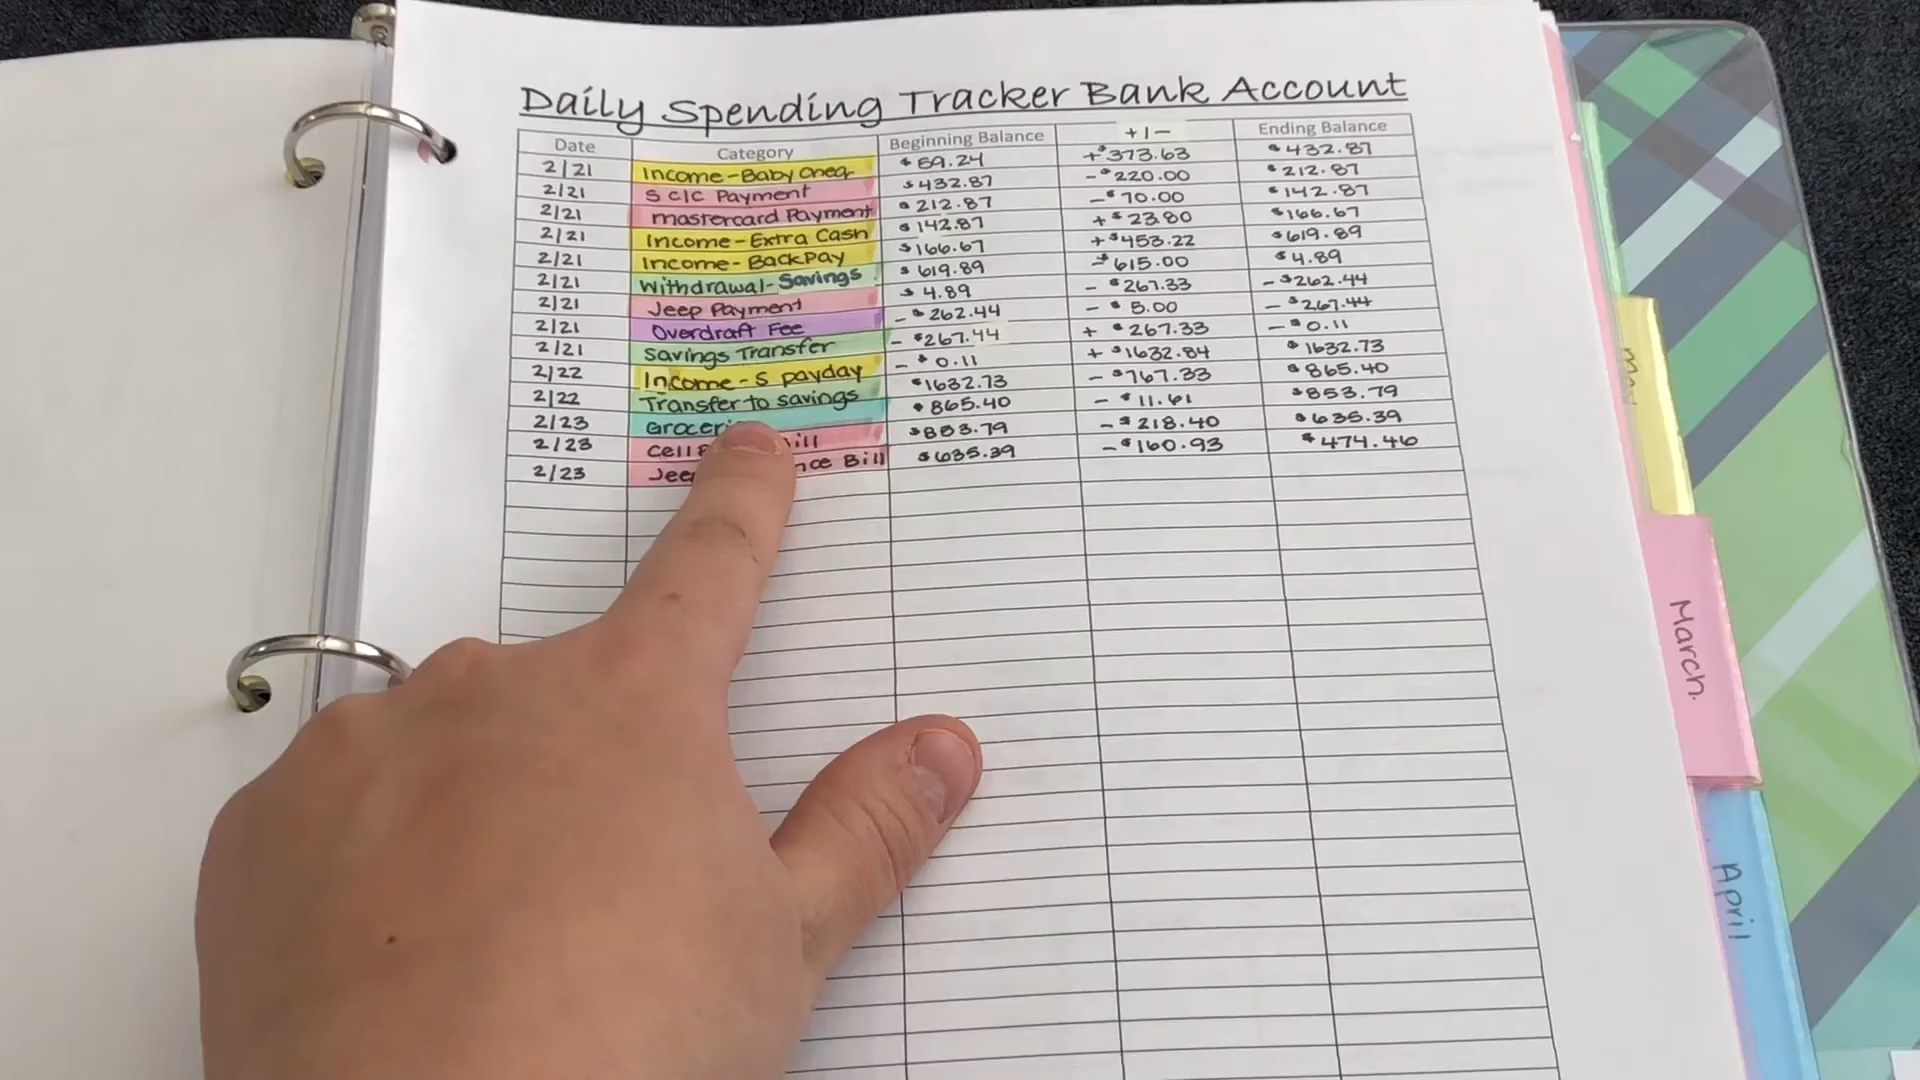 Daily Spending Tracker Bank Account
Date Category Beginning Balance +/- Ending Balance
2/21 Income-Baby $69.24 +$373.63 $432.87
2/21 S C/C Payment $432.87 -$220.00 $212.87
2/21 mastercard Payment $212.87 -$70.00 $142.87
2/21 Income-Extra Cash $142.87 +$23.80 $166.67
2/21 Income-BackPay $166.67 +$453.22 $619.89
2/21 Withdrawal-Savings $619.89 -$615.00 $4.89
2/21 Jeep Payment $4.89 -$267.33 -$262.44
2/21 Overdraft Fee -$262.44 -$5.00 -$267.44
2/21 Savings Transfer -$267.44 +$267.33 -$0.11
2/22 Income-S payday -$0.11 +$1632.84 $1632.73
2/22 Transfer to savings $1632.73 -$767.33 $865.40
2/23 Groceri $865.40 -$11.61 $853.79
2/23 Cell ill $853.79 -$218.40 $635.39
2/23 Jeep nce Bill $635.39 -$160.93 $474.46
May
March
April